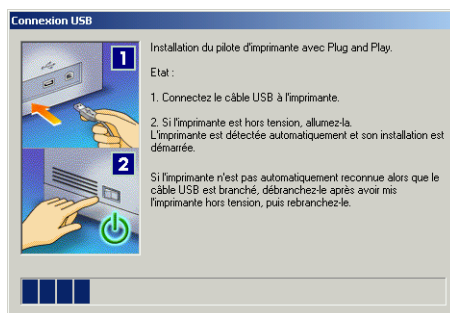 Connexion USB
1
Installation du pilote d'imprimante avec Plug and Play.
Etat :
1. Connectez le câble USB à l'imprimante.
2. Si l'imprimante est hors tension, allumez-la.
L'imprimante est détectée automatiquement et son installation est
démarrée.
2
Si l'imprimante n'est pas automatiquement reconnue alors que le
câble USB est branché, débranchez-le après avoir mis
l'imprimante hors tension, puis rebranchez-le.